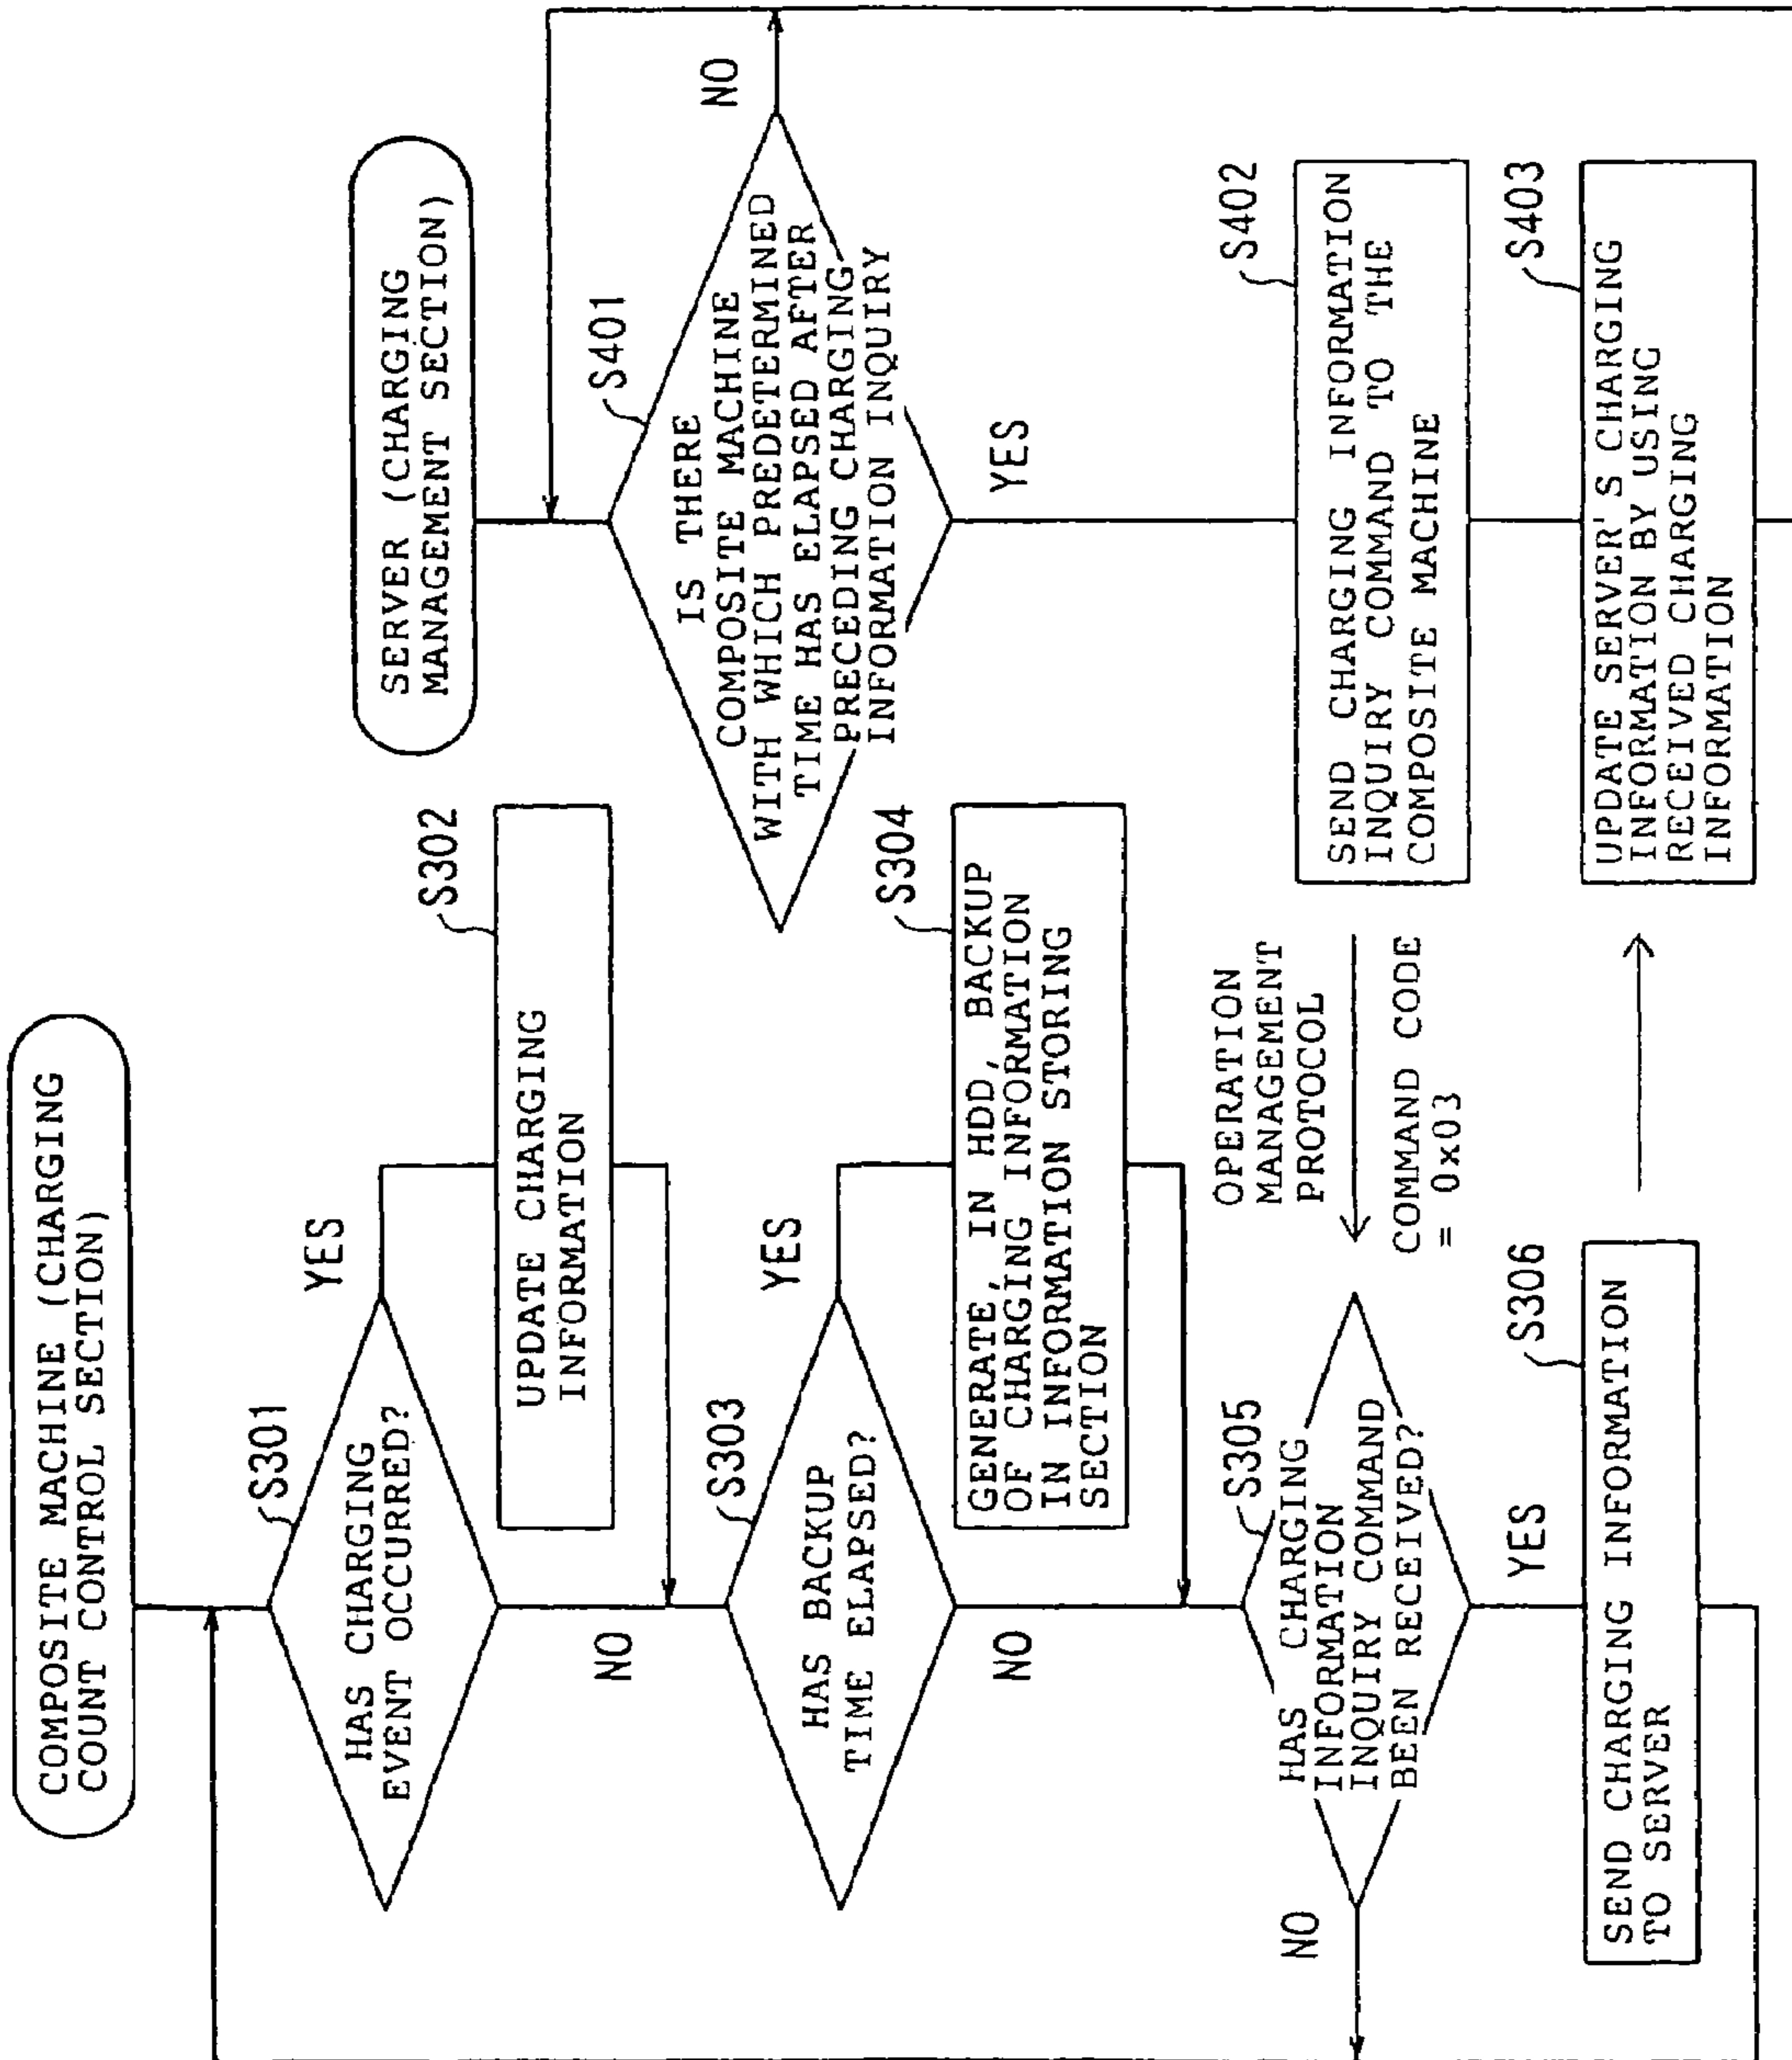 COMPOSITE MACHINE (CHARGING
COUNT CONTROL SECTION)
S301
HAS CHARGING
EVENT OCCURRED?
YES
NO
S302
UPDATE CHARGING
INFORMATION
S303
HAS BACKUP
TIME ELAPSED?
YES
NO
S304
GENERATE, IN HDD, BACKUP
OF CHARGING INFORMATION
IN INFORMATION STORING
SECTION
S305
HAS CHARGING
INFORMATION
INQUIRY COMMAND
BEEN RECEIVED?
NO
YES
S306
SEND CHARGING INFORMATION
TO SERVER
OPERATION
MANAGEMENT
PROTOCOL
COMMAND CODE
= 0x03
SERVER (CHARGING
MANAGEMENT SECTION)
S401
IS THERE
COMPOSITE MACHINE
WITH WHICH PREDETERMINED
TIME HAS ELAPSED AFTER
PRECEDING CHARGING
INFORMATION INQUIRY
NO
YES
S402
SEND CHARGING INFORMATION
INQUIRY COMMAND TO THE
COMPOSITE MACHINE
S403
UPDATE SERVER'S CHARGING
INFORMATION BY USING
RECEIVED CHARGING
INFORMATION